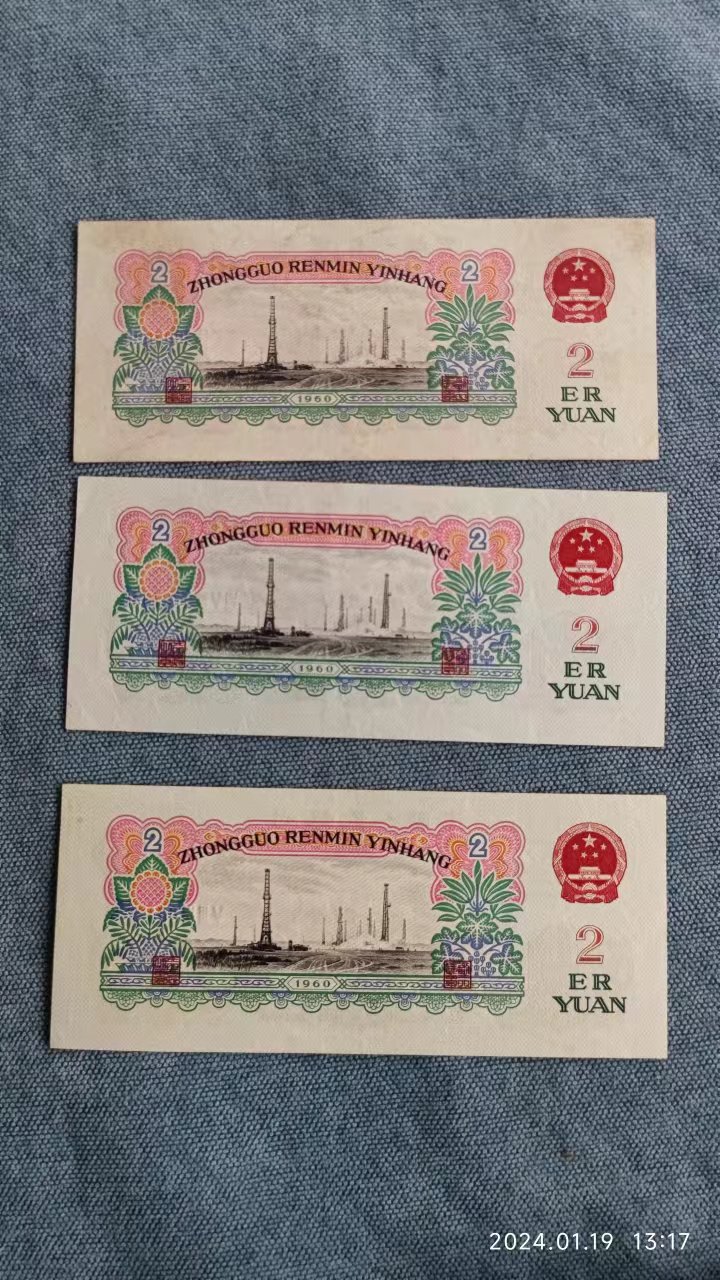 2 ZHONGGUO RENMIN YINHANG 2
1960
2
ER
YUAN
2 ZHONGGUO RENMIN YINHANG 2
1960
2
ER
YUAN
2 ZHONGGUO RENMIN YINHANG 2
1960
2
ER
YUAN
2024.01.19 13:17